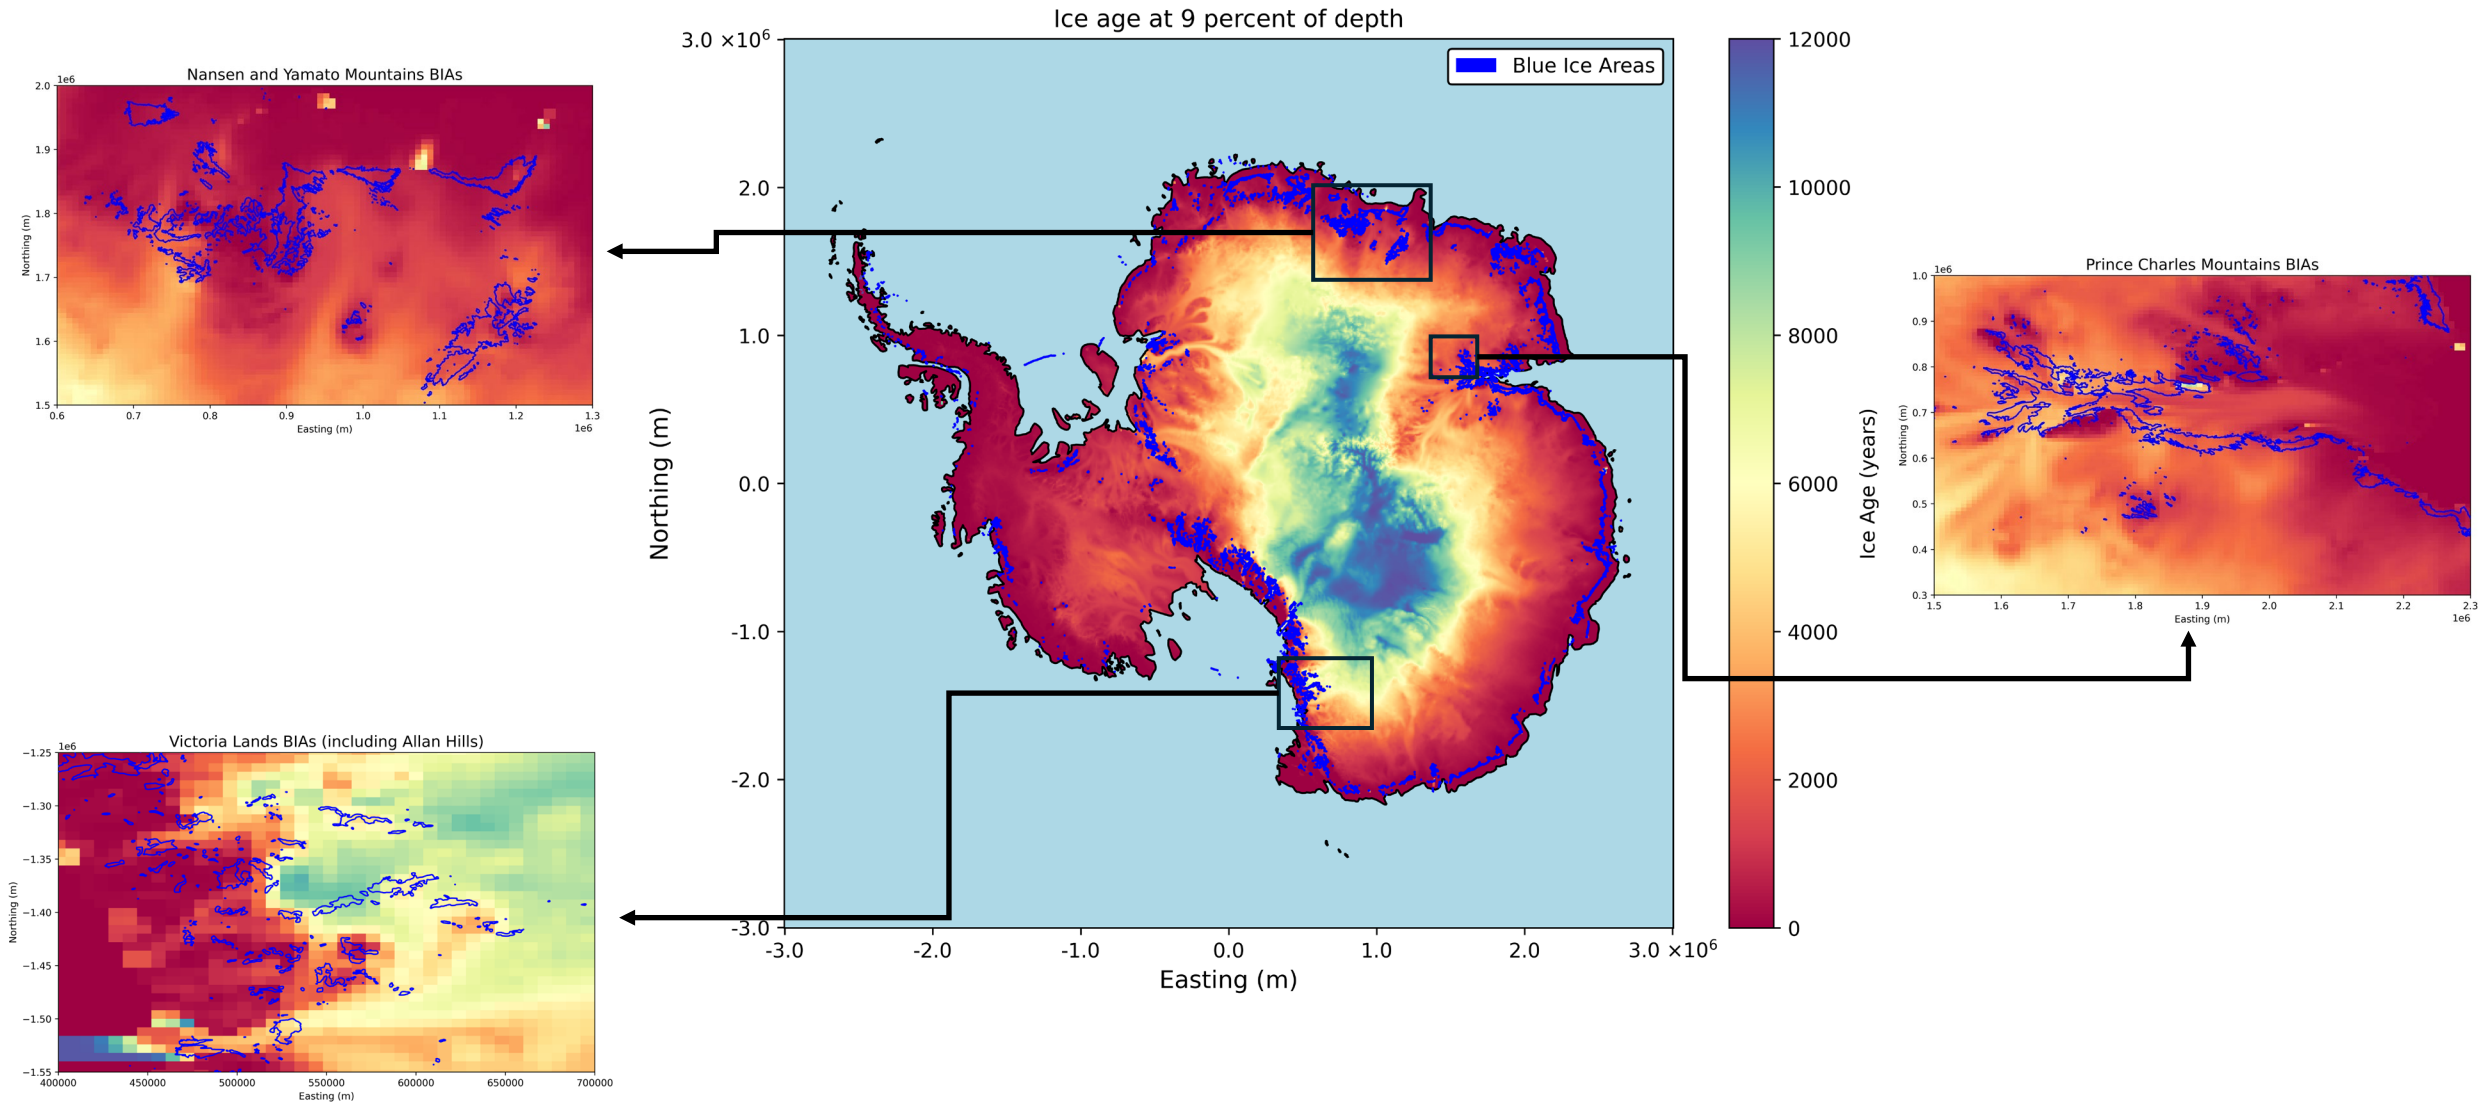 Ice age at 9 percent of depth
3.0 ×10⁶
2.0
1.0
0.0
-1.0
-2.0
-3.0
Northing (m)
-3.0 -2.0 -1.0 0.0 1.0 2.0 3.0 ×10⁶
Easting (m)
Blue Ice Areas
12000
10000
8000
6000
4000
2000
0
Ice Age (years)
Nansen and Yamato Mountains BIAs
1e6
2.0
1.9
1.8
1.7
1.6
1.5
Northing (m)
0.6 0.7 0.8 0.9 1.0 1.1 1.2 1.3
Easting (m)
1e6
Victoria Lands BIAs (including Allan Hills)
1e6
−1.25
−1.30
−1.35
−1.40
−1.45
−1.50
−1.55
Northing (m)
400000 450000 500000 550000 600000 650000 700000
Easting (m)
Prince Charles Mountains BIAs
1e6
1.0
0.9
0.8
0.7
0.6
0.5
0.4
0.3
Northing (m)
1.5 1.6 1.7 1.8 1.9 2.0 2.1 2.2 2.3
Easting (m)
1e6